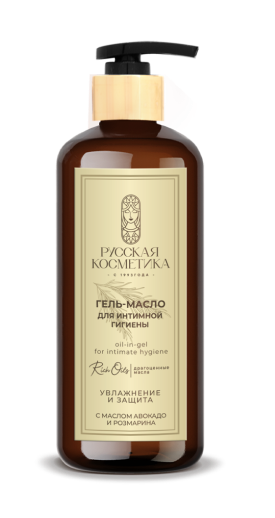 РУССКАЯ
КОСМЕТИКА
С 1995 ГОДА
ГЕЛЬ-МАСЛО
ДЛЯ ИНТИМНОЙ
ГИГИЕНЫ
oil-in-gel
for intimate hygiene
Rich Oils драгоценные
масла
УВЛАЖНЕНИЕ
И ЗАЩИТА
С МАСЛОМ АВОКАДО
И РОЗМАРИНА